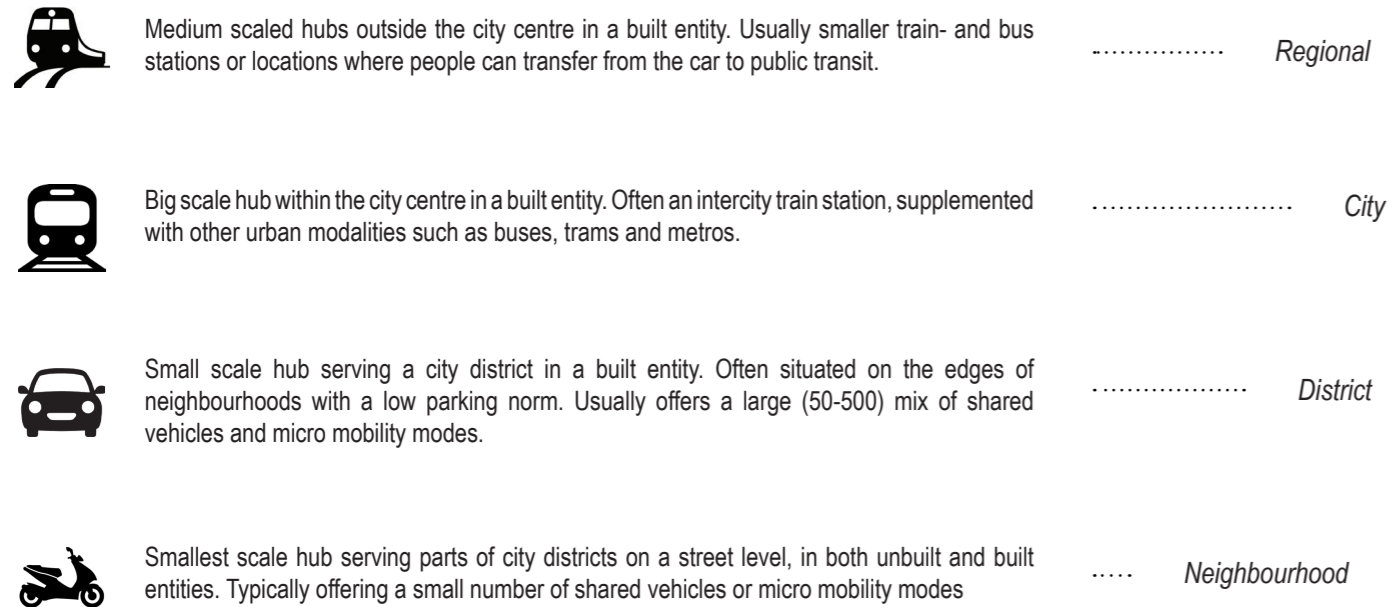 Medium scaled hubs outside the city centre in a built entity. Usually smaller train- and bus
stations or locations where people can transfer from the car to public transit.
................ Regional
Big scale hub within the city centre in a built entity. Often an intercity train station, supplemented
with other urban modalities such as buses, trams and metros.
........................ City
Small scale hub serving a city district in a built entity. Often situated on the edges of
neighbourhoods with a low parking norm. Usually offers a large (50-500) mix of shared
vehicles and micro mobility modes.
................... District
Smallest scale hub serving parts of city districts on a street level, in both unbuilt and built
entities. Typically offering a small number of shared vehicles or micro mobility modes
..... Neighbourhood